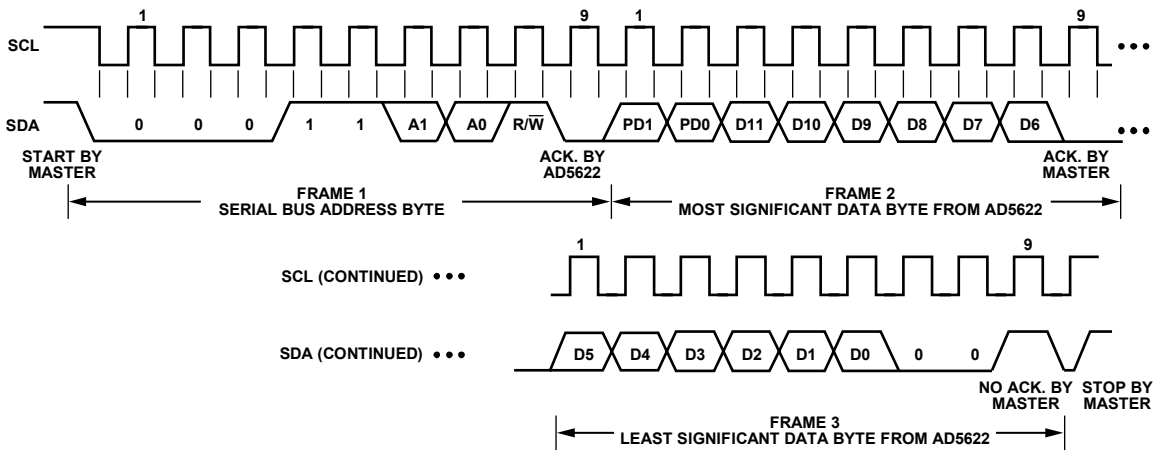 1 9 1 9
SCL
SDA 0 0 0 1 1 A1 A0 R/W̅ PD1 PD0 D11 D10 D9 D8 D7 D6
START BY
MASTER
ACK. BY
AD5622
ACK. BY
MASTER
FRAME 1
SERIAL BUS ADDRESS BYTE
FRAME 2
MOST SIGNIFICANT DATA BYTE FROM AD5622
1 9
SCL (CONTINUED)
SDA (CONTINUED) D5 D4 D3 D2 D1 D0 0 0
NO ACK. BY
MASTER
STOP BY
MASTER
FRAME 3
LEAST SIGNIFICANT DATA BYTE FROM AD5622